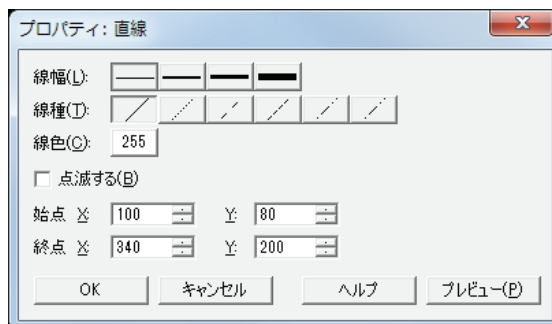 プロパティ: 直線
線幅(L):
線種(T):
線色(C): 255
点滅する(B)
始点 X: 100 Y: 80
終点 X: 340 Y: 200
OK キャンセル ヘルプ プレビュー(P)